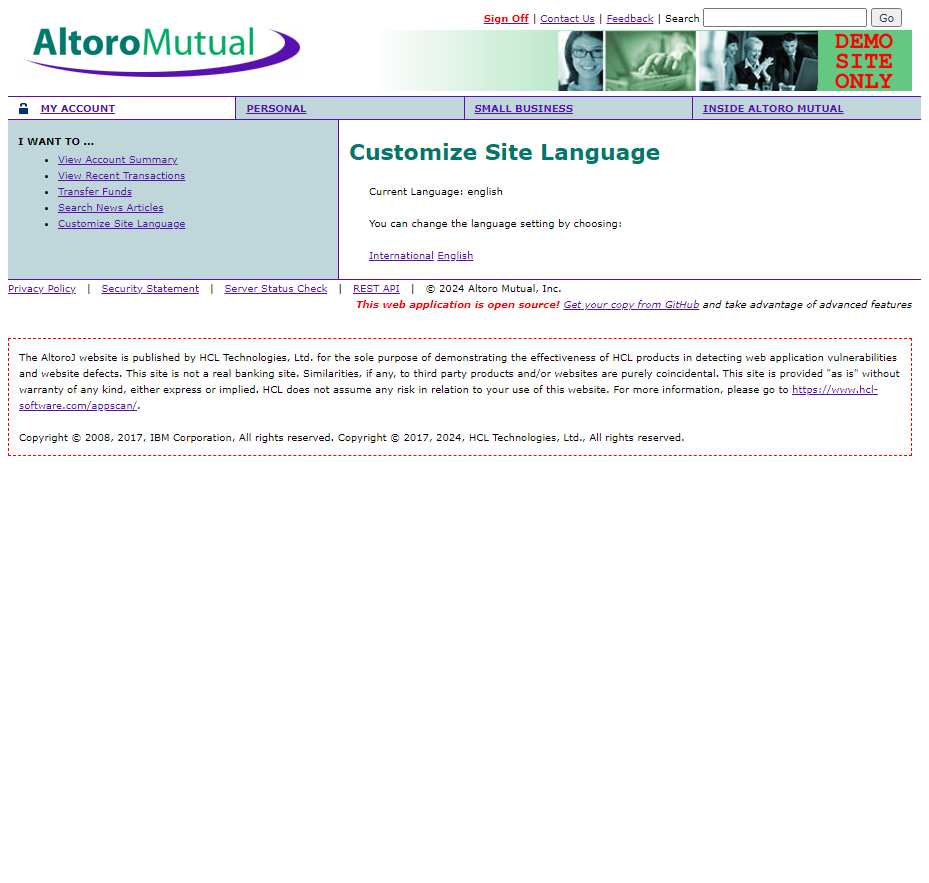 Sign Off | Contact Us | Feedback | Search Go
AltoroMutual
DEMO
SITE
ONLY
MY ACCOUNT PERSONAL SMALL BUSINESS INSIDE ALTORO MUTUAL
I WANT TO ...
• View Account Summary
• View Recent Transactions
• Transfer Funds
• Search News Articles
• Customize Site Language
Customize Site Language
Current Language: english
You can change the language setting by choosing:
International English
Privacy Policy | Security Statement | Server Status Check | REST API | © 2024 Altoro Mutual, Inc.
This web application is open source! Get your copy from GitHub and take advantage of advanced features
The AltoroJ website is published by HCL Technologies, Ltd. for the sole purpose of demonstrating the effectiveness of HCL products in detecting web application vulnerabilities
and website defects. This site is not a real banking site. Similarities, if any, to third party products and/or websites are purely coincidental. This site is provided "as is" without
warranty of any kind, either express or implied. HCL does not assume any risk in relation to your use of this website. For more information, please go to https://www.hcl-
software.com/appscan/.
Copyright © 2008, 2017, IBM Corporation, All rights reserved. Copyright © 2017, 2024, HCL Technologies, Ltd., All rights reserved.